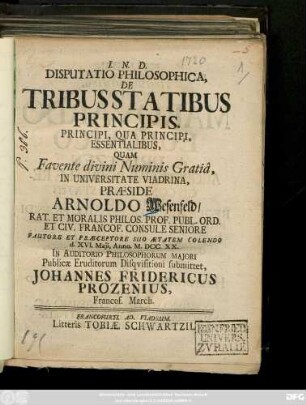 1720
I. N. D.
DISPUTATIO PHILOSOPHICA,
DE
TRIBUS STATIBUS
PRINCIPIS.
PRINCIPI, QUA PRINCIPI,
ESSENTIALIBUS,
QUAM
Favente divini Numinis Gratiâ,
IN UNIVERSITATE VIADRINA,
PRÆSIDE
ARNOLDO Wesenfeld/
RAT. ET MORALIS PHILOS. PROF. PUBL. ORD.
ET CIV. FRANCOF. CONSULE SENIORE
FAUTORE ET PRÆCEPTORE SUO ÆTATEM COLENDO
d. XVI. Maji, Anno. M. DCC. XX.
IN AUDITORIO PHILOSOPHORUM MAJORI
Publicæ Eruditorum Disqvisitioni submittet,
JOHANNES FRIDERICUS
PROZENIUS,
Francof. March.
FRANCOFURTI AD VIADRUM.
Litteris TOBIÆ SCHWARTZII